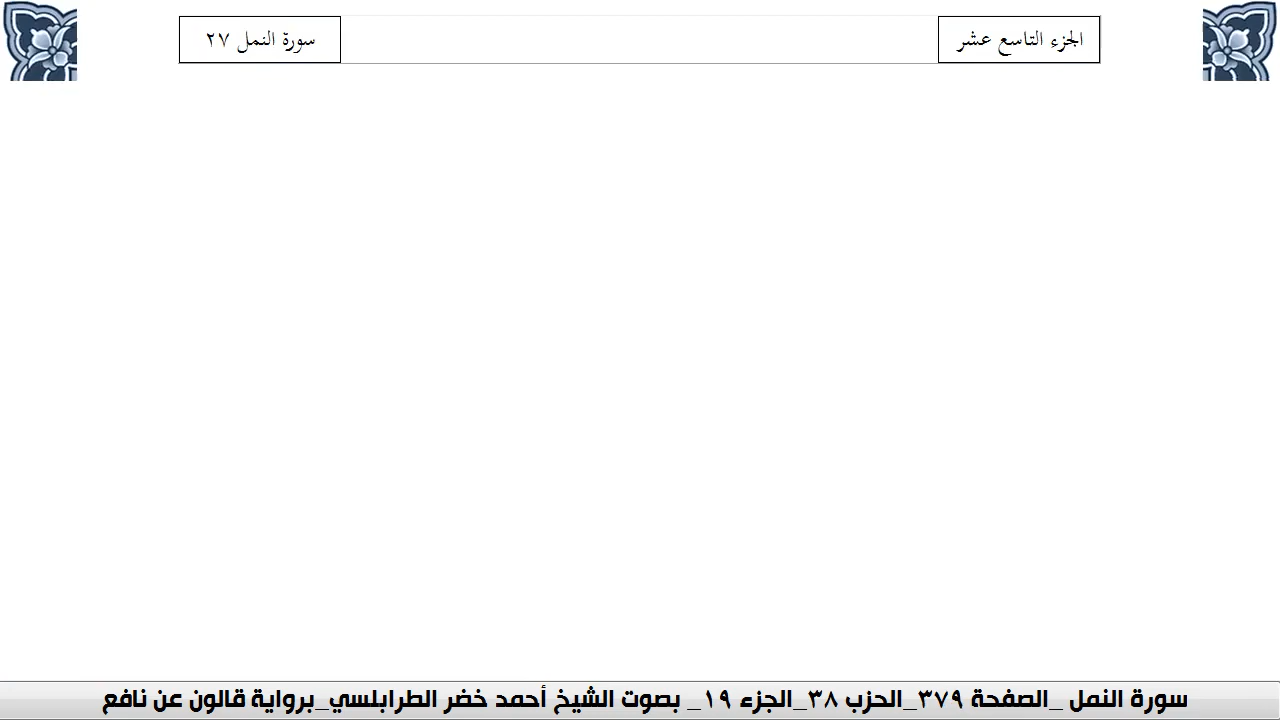 الجزء التاسع عشر
سورة النمل ٢٧
سورة النمل _الصفحة ٣٧٩_الحزب ٣٨_الجزء ١٩_ بصوت الشيخ أحمد خضر الطرابلسي_برواية قالون عن نافع